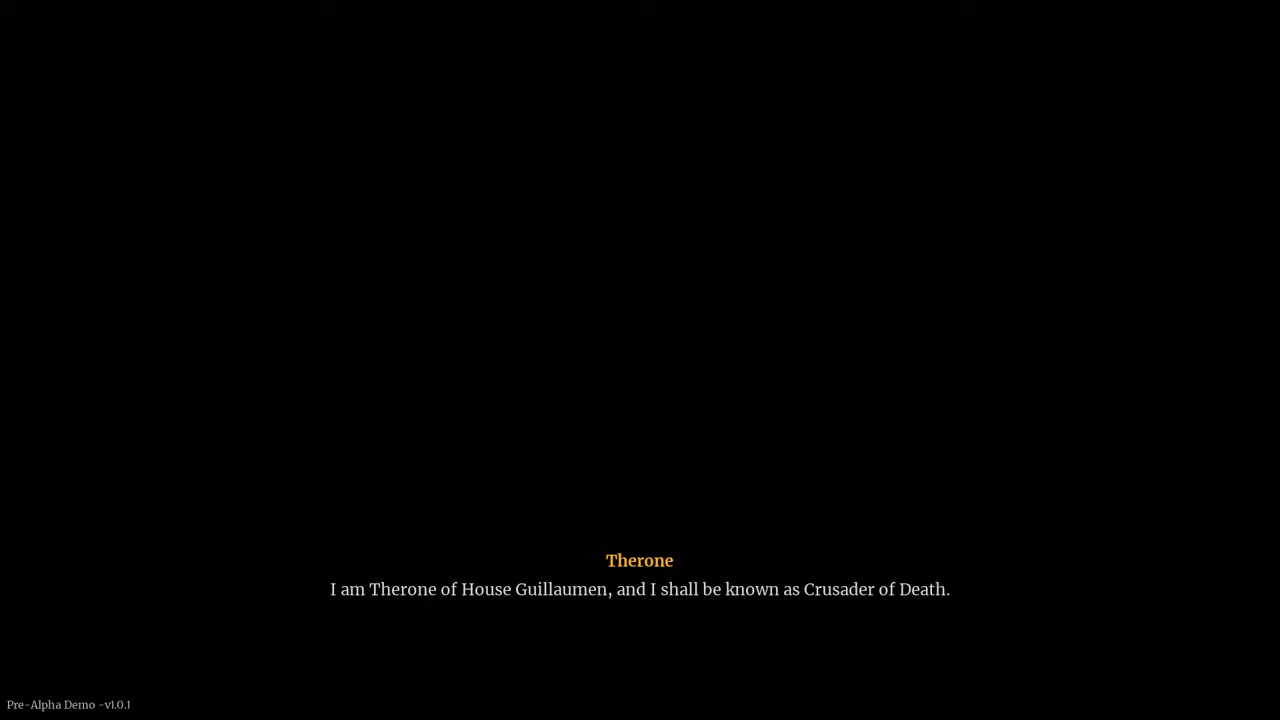 Therone
I am Therone of House Guillaumen, and I shall be known as Crusader of Death.
Pre-Alpha Demo -v1.0.1